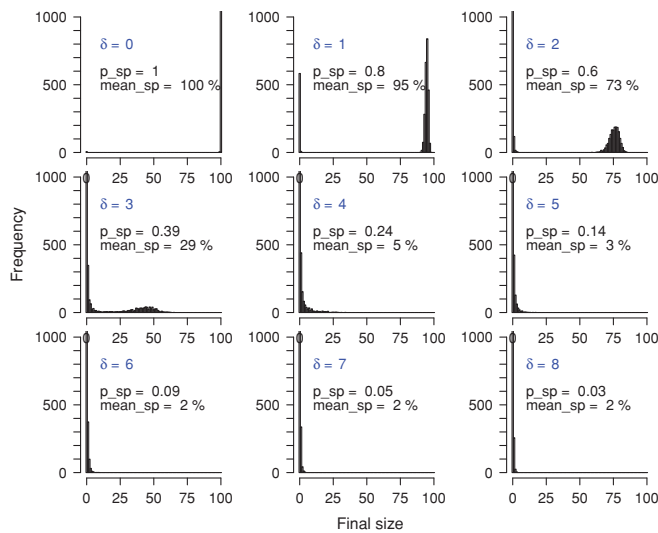 1000
500
0
δ = 0
p_sp = 1
mean_sp = 100 %
0 25 50 75 100
1000
500
0
δ = 1
p_sp = 0.8
mean_sp = 95 %
0 25 50 75 100
1000
500
0
δ = 2
p_sp = 0.6
mean_sp = 73 %
0 25 50 75 100
Frequency
1000
500
0
δ = 3
p_sp = 0.39
mean_sp = 29 %
0 25 50 75 100
1000
500
0
δ = 4
p_sp = 0.24
mean_sp = 5 %
0 25 50 75 100
1000
500
0
δ = 5
p_sp = 0.14
mean_sp = 3 %
0 25 50 75 100
1000
500
0
δ = 6
p_sp = 0.09
mean_sp = 2 %
0 25 50 75 100
1000
500
0
δ = 7
p_sp = 0.05
mean_sp = 2 %
0 25 50 75 100
1000
500
0
δ = 8
p_sp = 0.03
mean_sp = 2 %
0 25 50 75 100
Final size